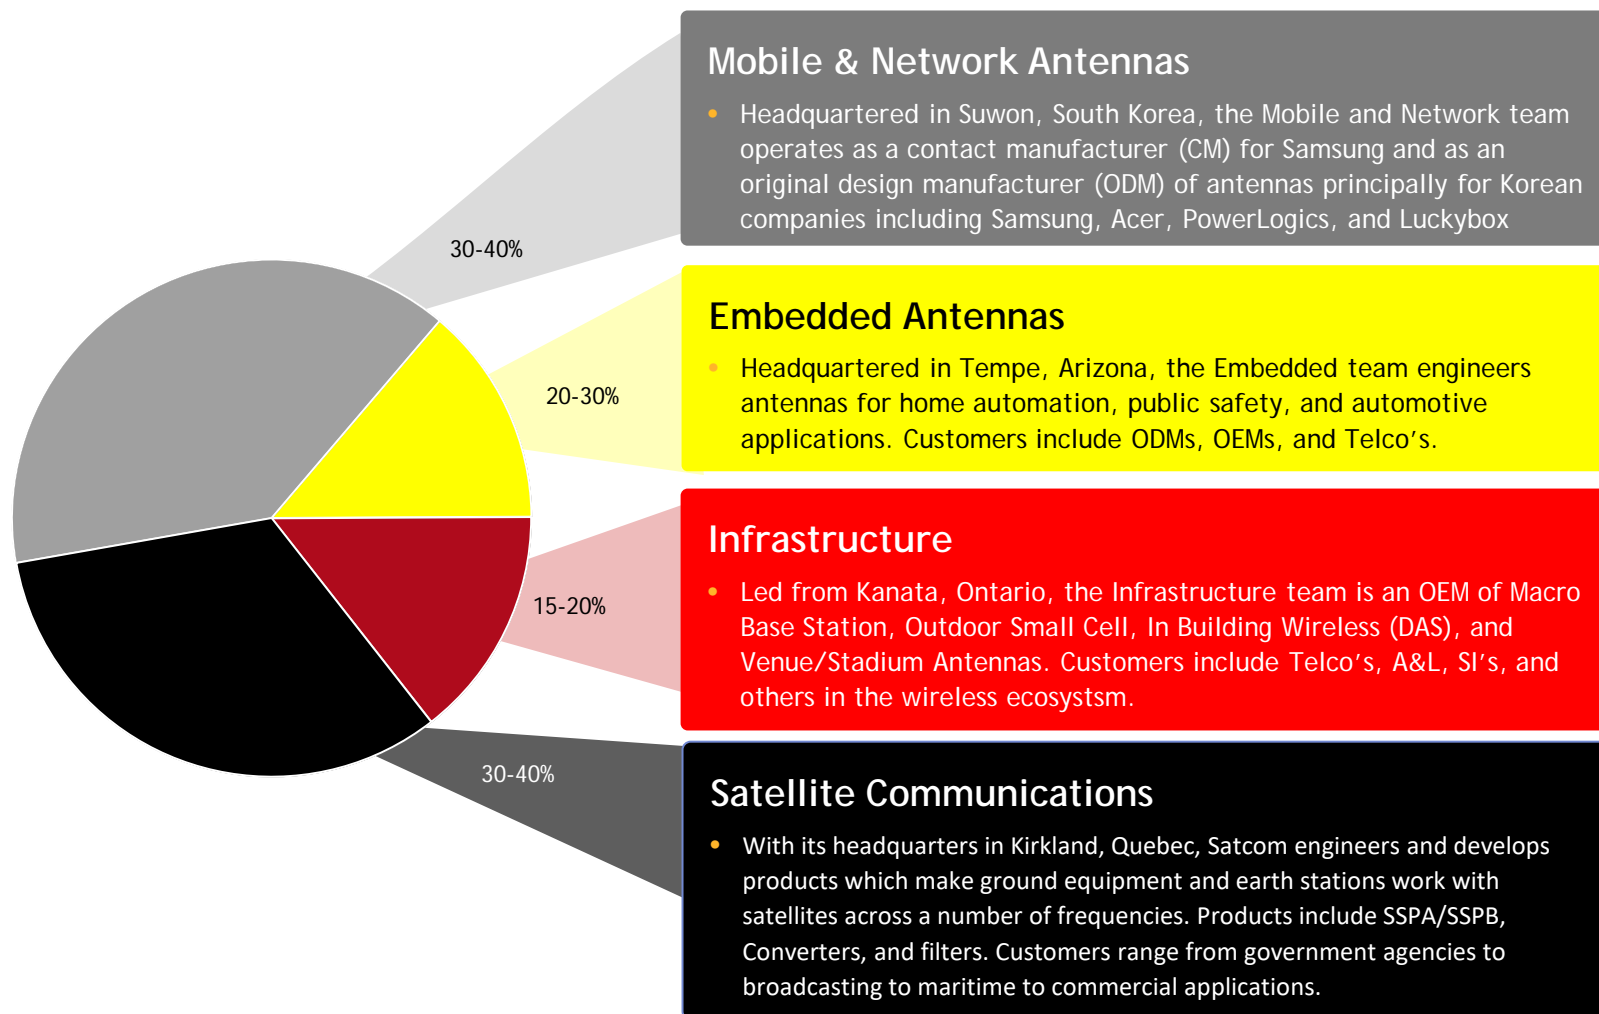 Mobile & Network Antennas
• Headquartered in Suwon, South Korea, the Mobile and Network team
operates as a contact manufacturer (CM) for Samsung and as an
original design manufacturer (ODM) of antennas principally for Korean
companies including Samsung, Acer, PowerLogics, and Luckybox
30-40%
Embedded Antennas
• Headquartered in Tempe, Arizona, the Embedded team engineers
antennas for home automation, public safety, and automotive
applications. Customers include ODMs, OEMs, and Telco’s.
20-30%
Infrastructure
• Led from Kanata, Ontario, the Infrastructure team is an OEM of Macro
Base Station, Outdoor Small Cell, In Building Wireless (DAS), and
Venue/Stadium Antennas. Customers include Telco’s, A&L, SI’s, and
others in the wireless ecosystsm.
15-20%
Satellite Communications
• With its headquarters in Kirkland, Quebec, Satcom engineers and develops
products which make ground equipment and earth stations work with
satellites across a number of frequencies. Products include SSPA/SSPB,
Converters, and filters. Customers range from government agencies to
broadcasting to maritime to commercial applications.
30-40%